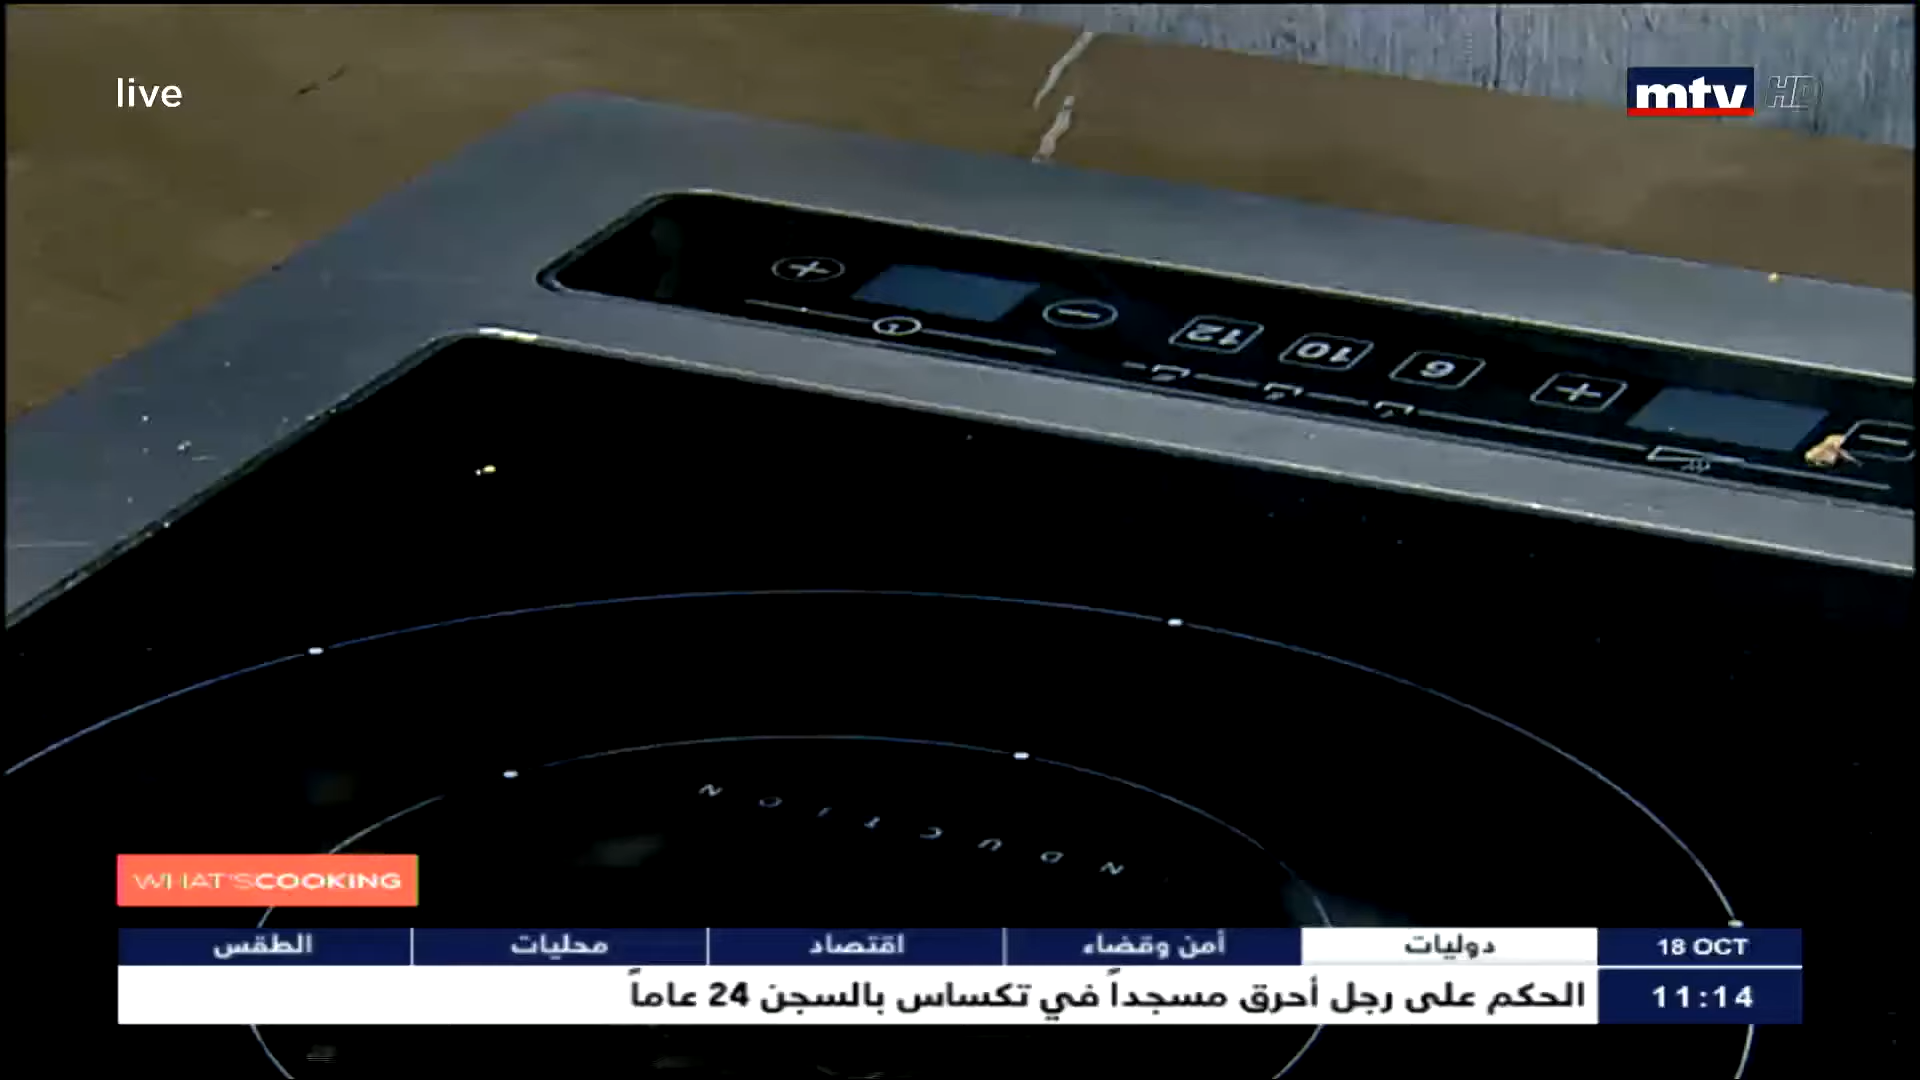 live
mtv HD
12 10 6
INDUCTION
WHAT'SCOOKING
18 OCT دوليات أمن وقضاء اقتصاد محليات الطقس
11:14 الحكم على رجل أحرق مسجداً في تكساس بالسجن 24 عاماً